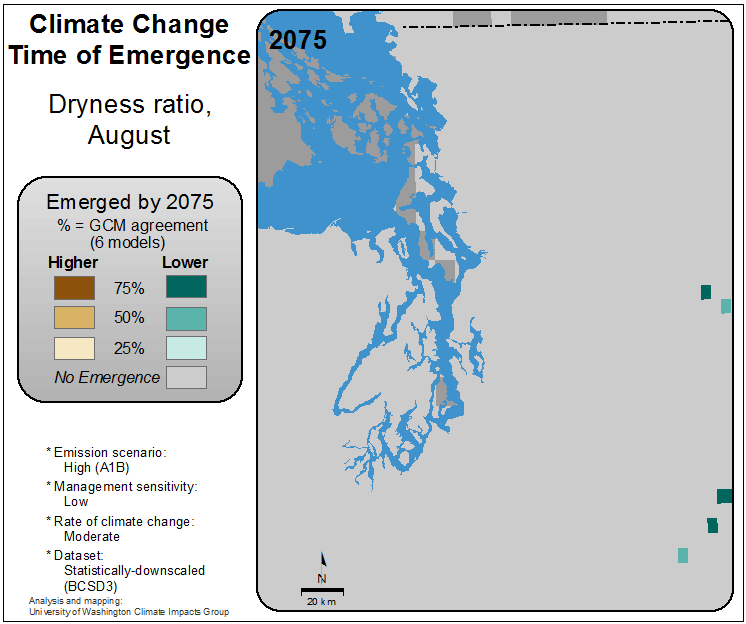 Climate Change
Time of Emergence
Dryness ratio,
August
Emerged by 2075
% = GCM agreement
(6 models)
Higher Lower
75%
50%
25%
No Emergence
* Emission scenario:
High (A1B)
* Management sensitivity:
Low
* Rate of climate change:
Moderate
* Dataset:
Statistically-downscaled
(BCSD3)
Analysis and mapping:
University of Washington Climate Impacts Group
2075
N
20 km